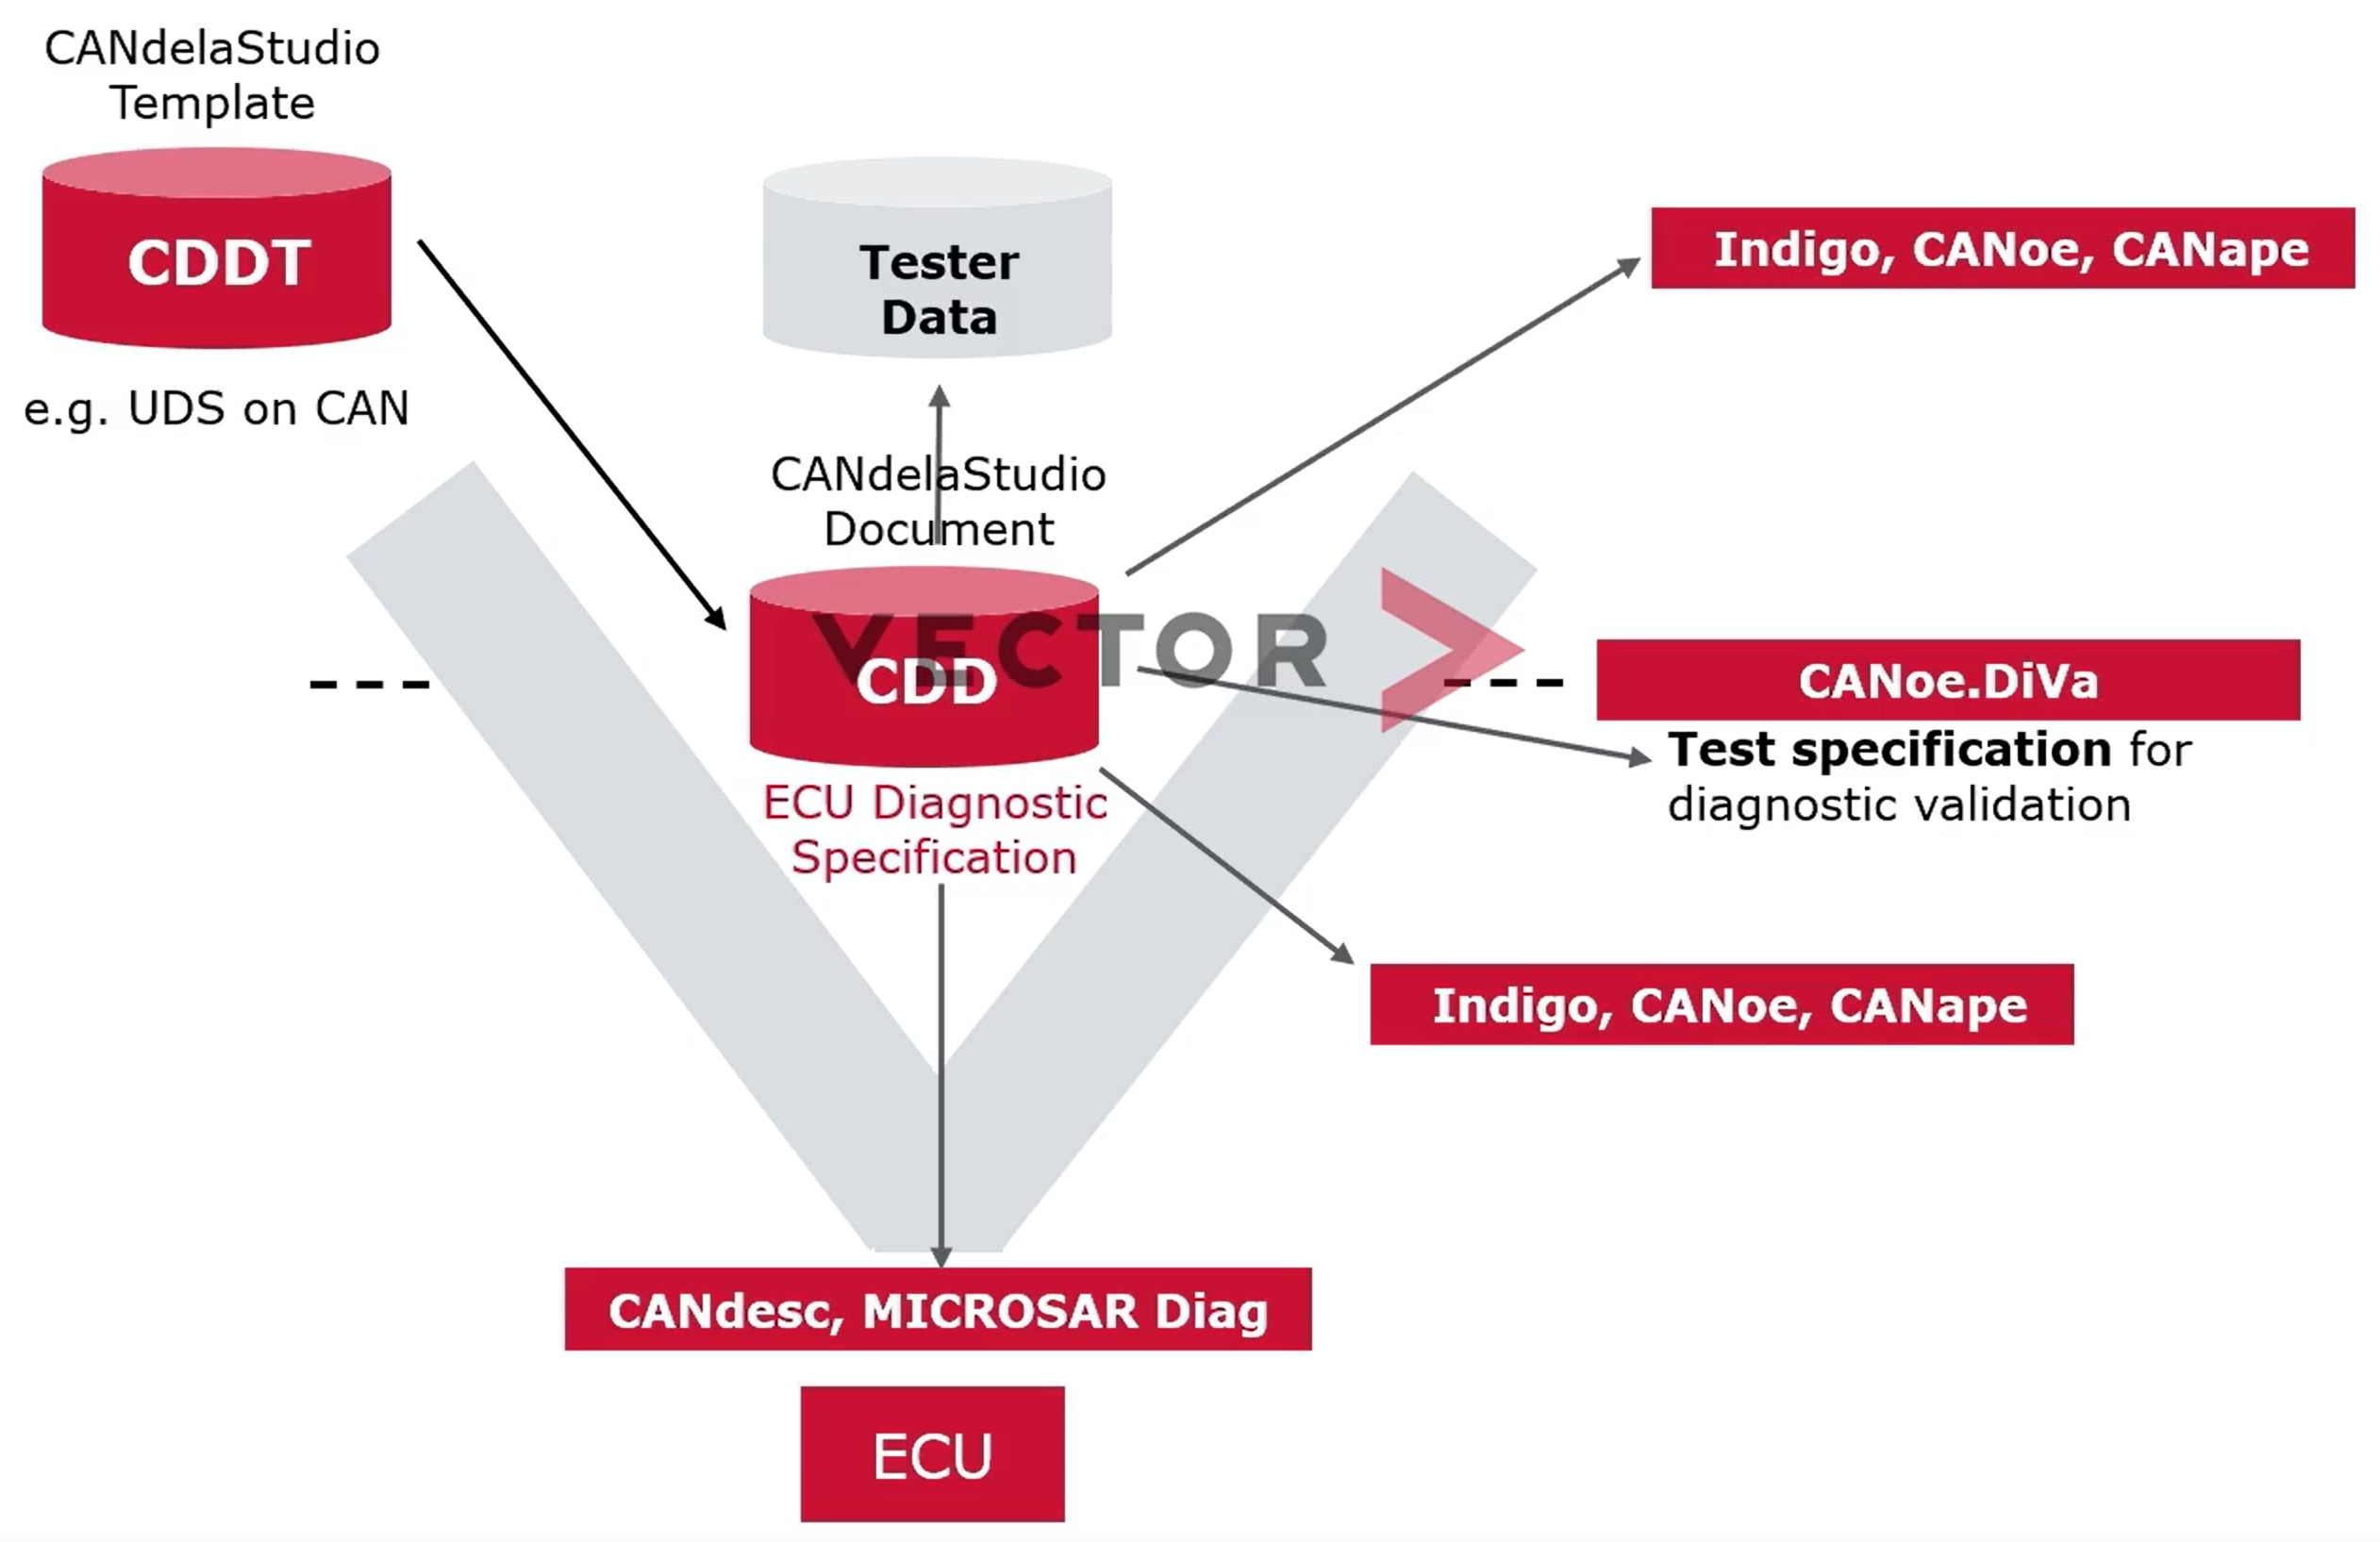 CANdelaStudio
Template
CDDT
e.g. UDS on CAN
Tester
Data
CANdelaStudio
Document
CDD
VECTOR
ECU Diagnostic
Specification
Indigo, CANoe, CANape
CANoe.DiVa
Test specification for
diagnostic validation
Indigo, CANoe, CANape
CANdesc, MICROSAR Diag
ECU